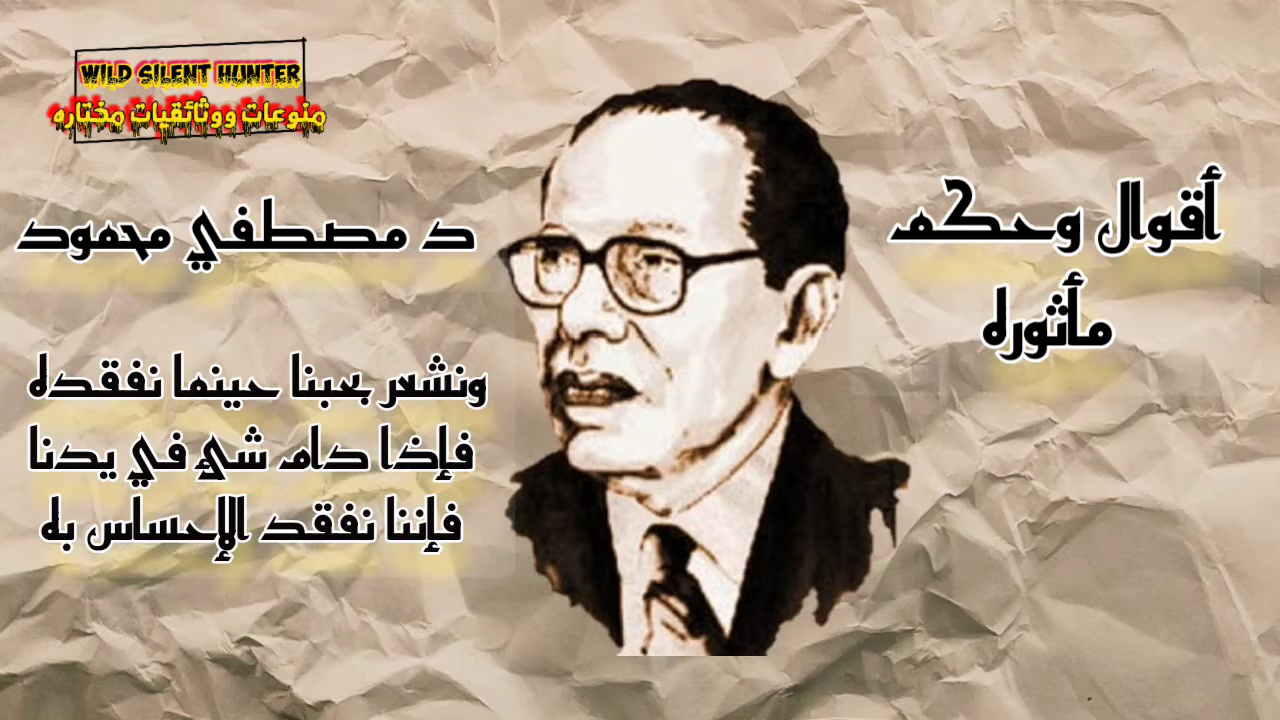 WILD SILENT HUNTER
منوعات ووثائقيات مختاره
أقوال وحكم
مأثوره
د مصطفي محمود
ونشعر بحبنا حينما نفقده
فإذا دام شئ في يدنا
فإننا نفقد الإحساس به